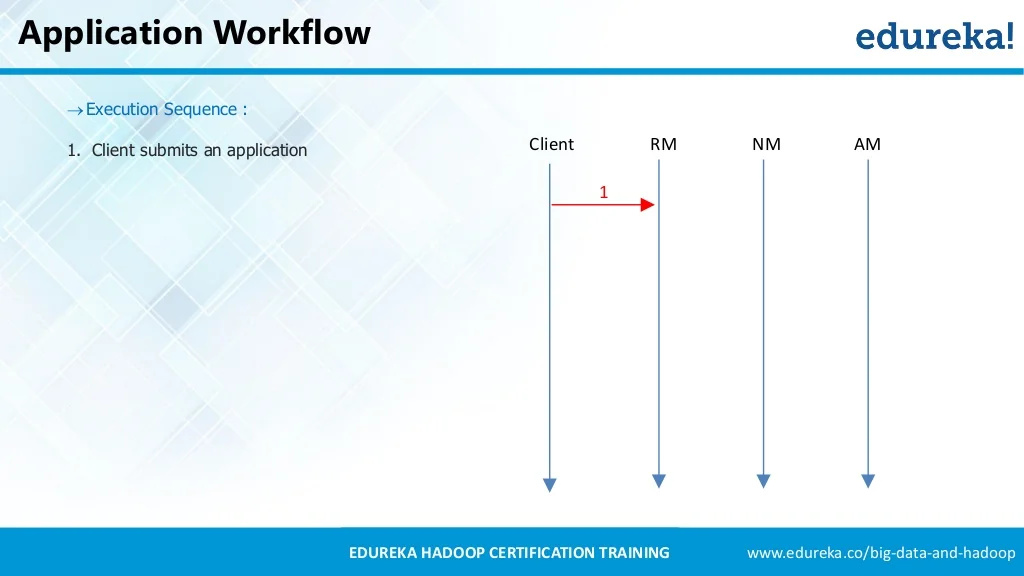 Application Workflow
edureka!
→Execution Sequence :
1. Client submits an application
Client RM NM AM
1
EDUREKA HADOOP CERTIFICATION TRAINING
www.edureka.co/big-data-and-hadoop